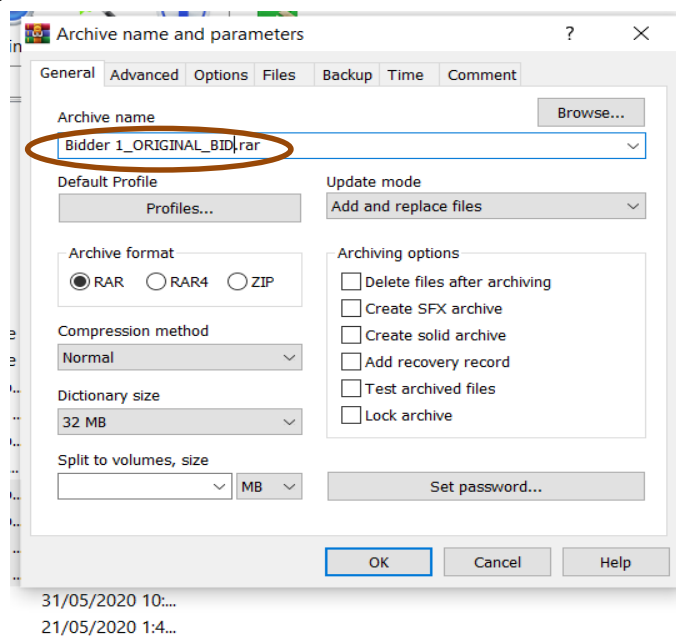 Archive name and parameters ? ×
General Advanced Options Files Backup Time Comment
Archive name
Browse...
Bidder 1_ORIGINAL_BID.rar
Default Profile
Update mode
Profiles...
Add and replace files
Archive format
RAR RAR4 ZIP
Archiving options
Delete files after archiving
Create SFX archive
Create solid archive
Add recovery record
Test archived files
Lock archive
Compression method
Normal
Dictionary size
32 MB
Split to volumes, size
MB
Set password...
OK Cancel Help
31/05/2020 10:...
21/05/2020 1:4...